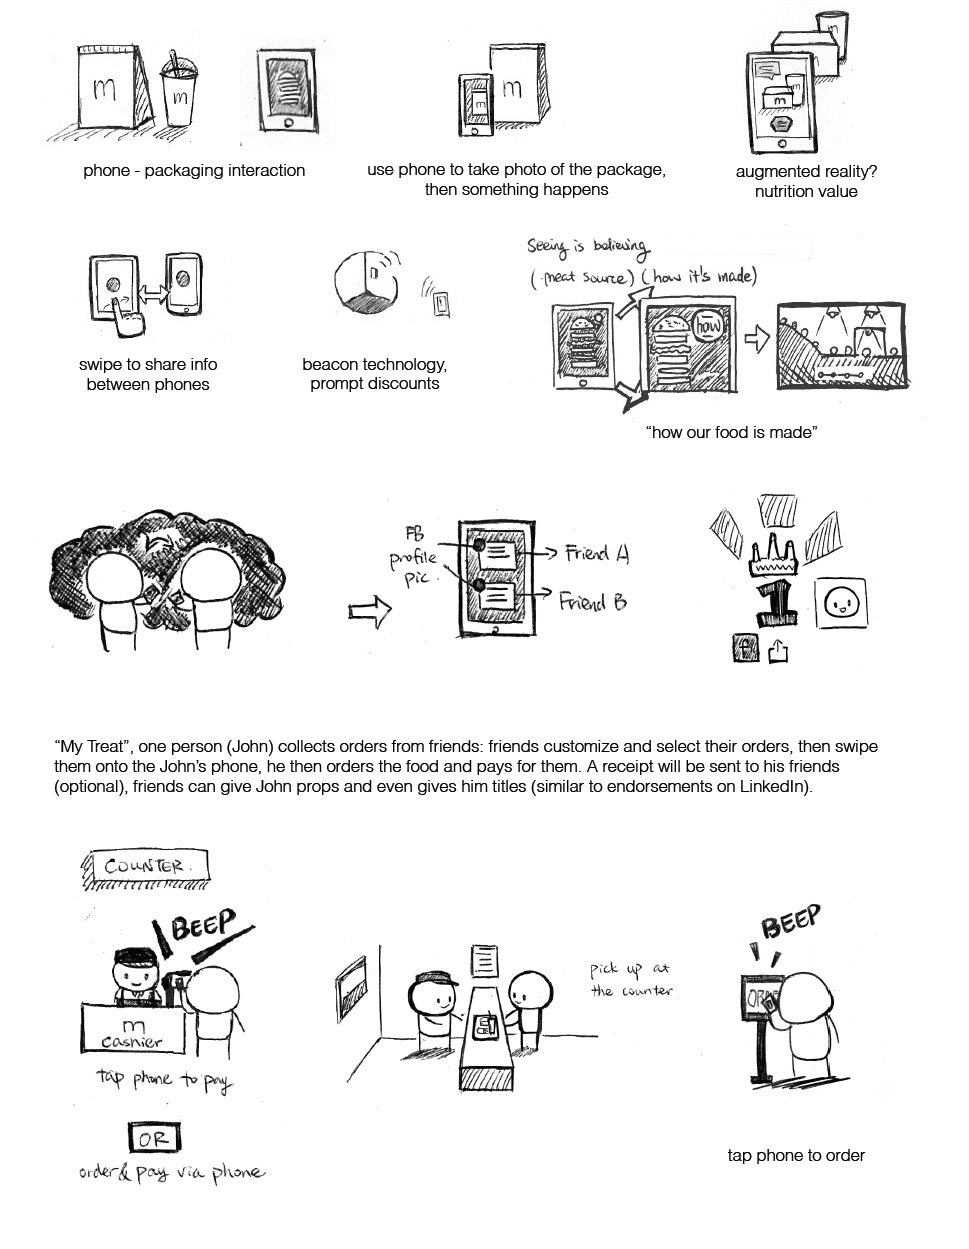 m
m
phone - packaging interaction
m
m
use phone to take photo of the package,
then something happens
m
m
m
augmented reality?
nutrition value
swipe to share info
between phones
beacon technology,
prompt discounts
Seeing is believing
(meat source) (how it's made)
how
"how our food is made"
FB
profile
pic.
Friend A
Friend B
1
f
“My Treat”, one person (John) collects orders from friends: friends customize and select their orders, then swipe
them onto the John’s phone, he then orders the food and pays for them. A receipt will be sent to his friends
(optional), friends can give John props and even gives him titles (similar to endorsements on LinkedIn).
COUNTER.
BEEP
m
cashier
tap phone to pay
OR
order & pay via phone
pick up at
the counter
BEEP
tap phone to order